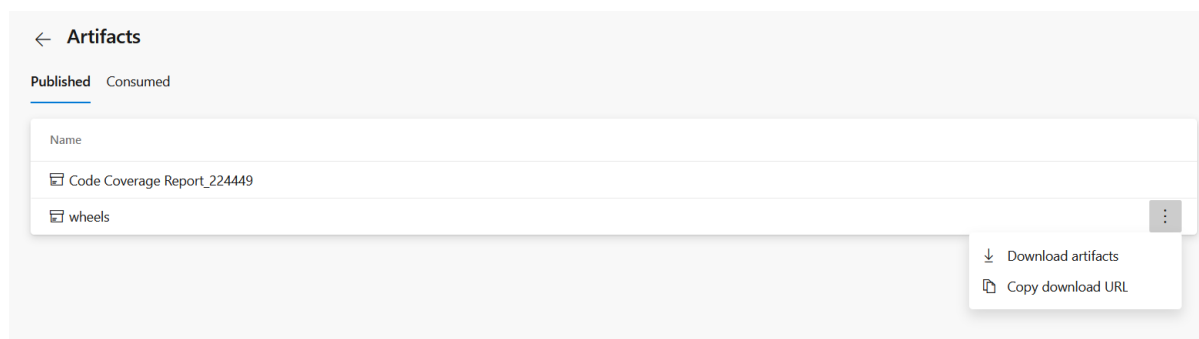 Artifacts
Published Consumed
Name
Code Coverage Report_224449
wheels
Download artifacts
Copy download URL